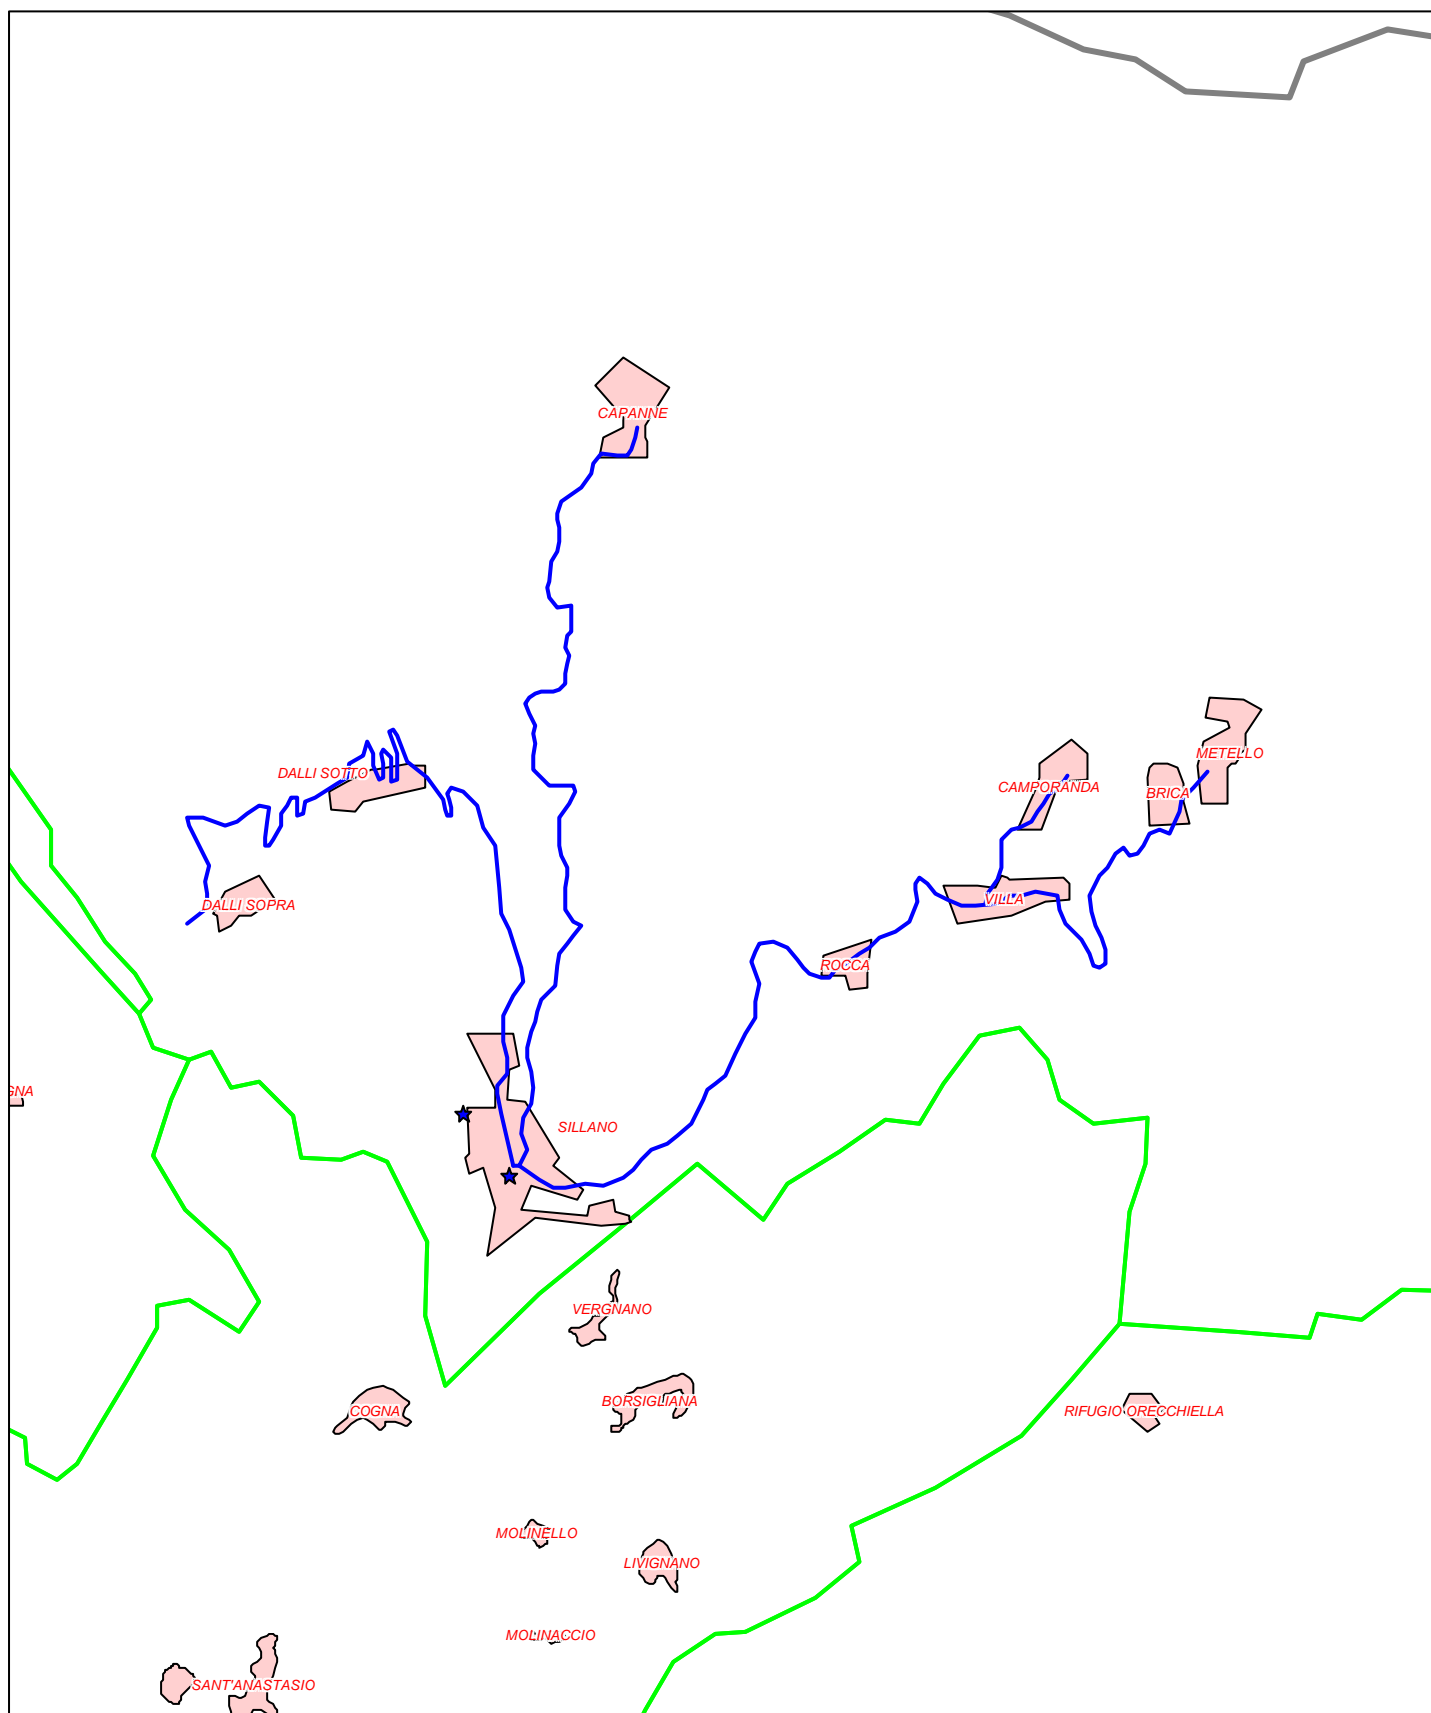 CAPANNE
METELLO
DALLI SOTTO
CAMPORANDA
BRICA
VILLA
DALLI SOPRA
ROCCA
GNA
SILLANO
VERGNANO
BORSIGLIANA
COGNA
RIFUGIO ORECCHIELLA
MOLINELLO
LIVIGNANO
MOLINACCIO
SANT'ANASTASIO